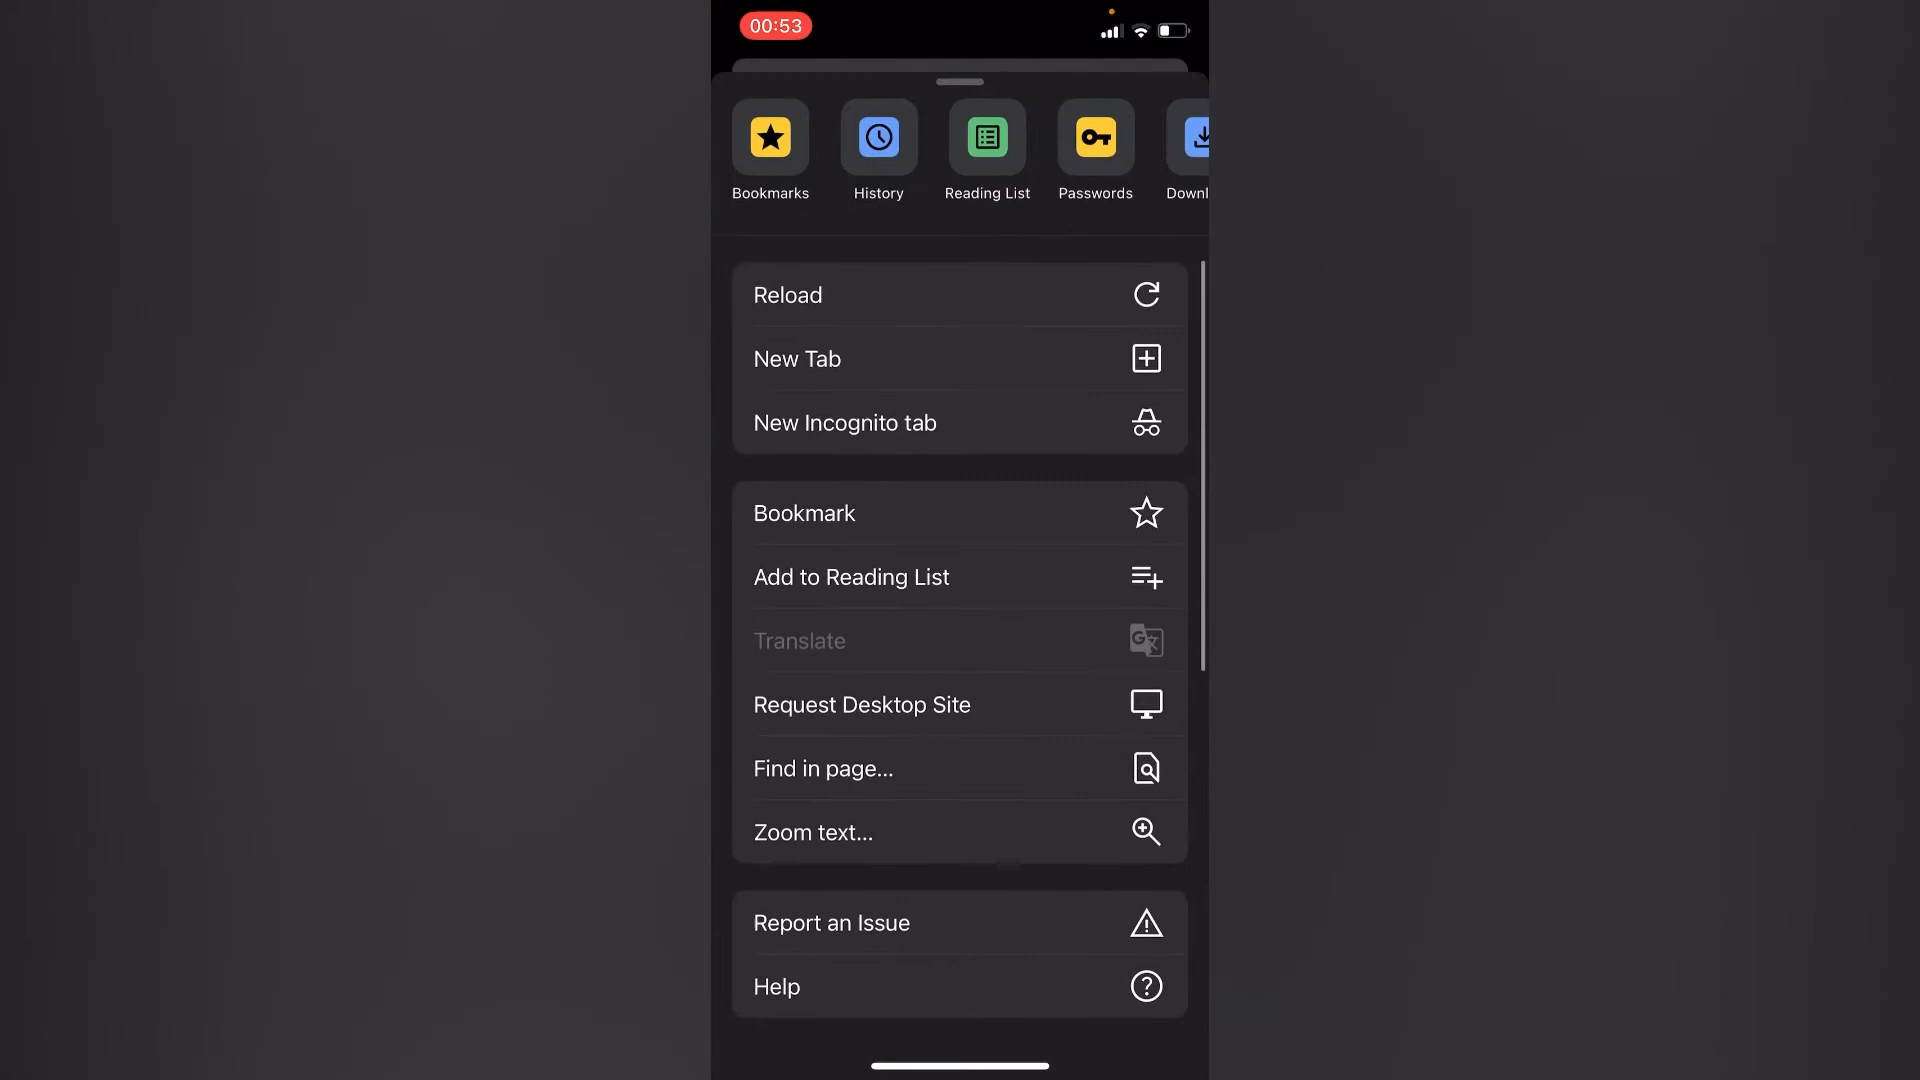 00:53
Bookmarks History Reading List Passwords Downl
Reload
New Tab
New Incognito tab
Bookmark
Add to Reading List
Translate
Request Desktop Site
Find in page...
Zoom text...
Report an Issue
Help